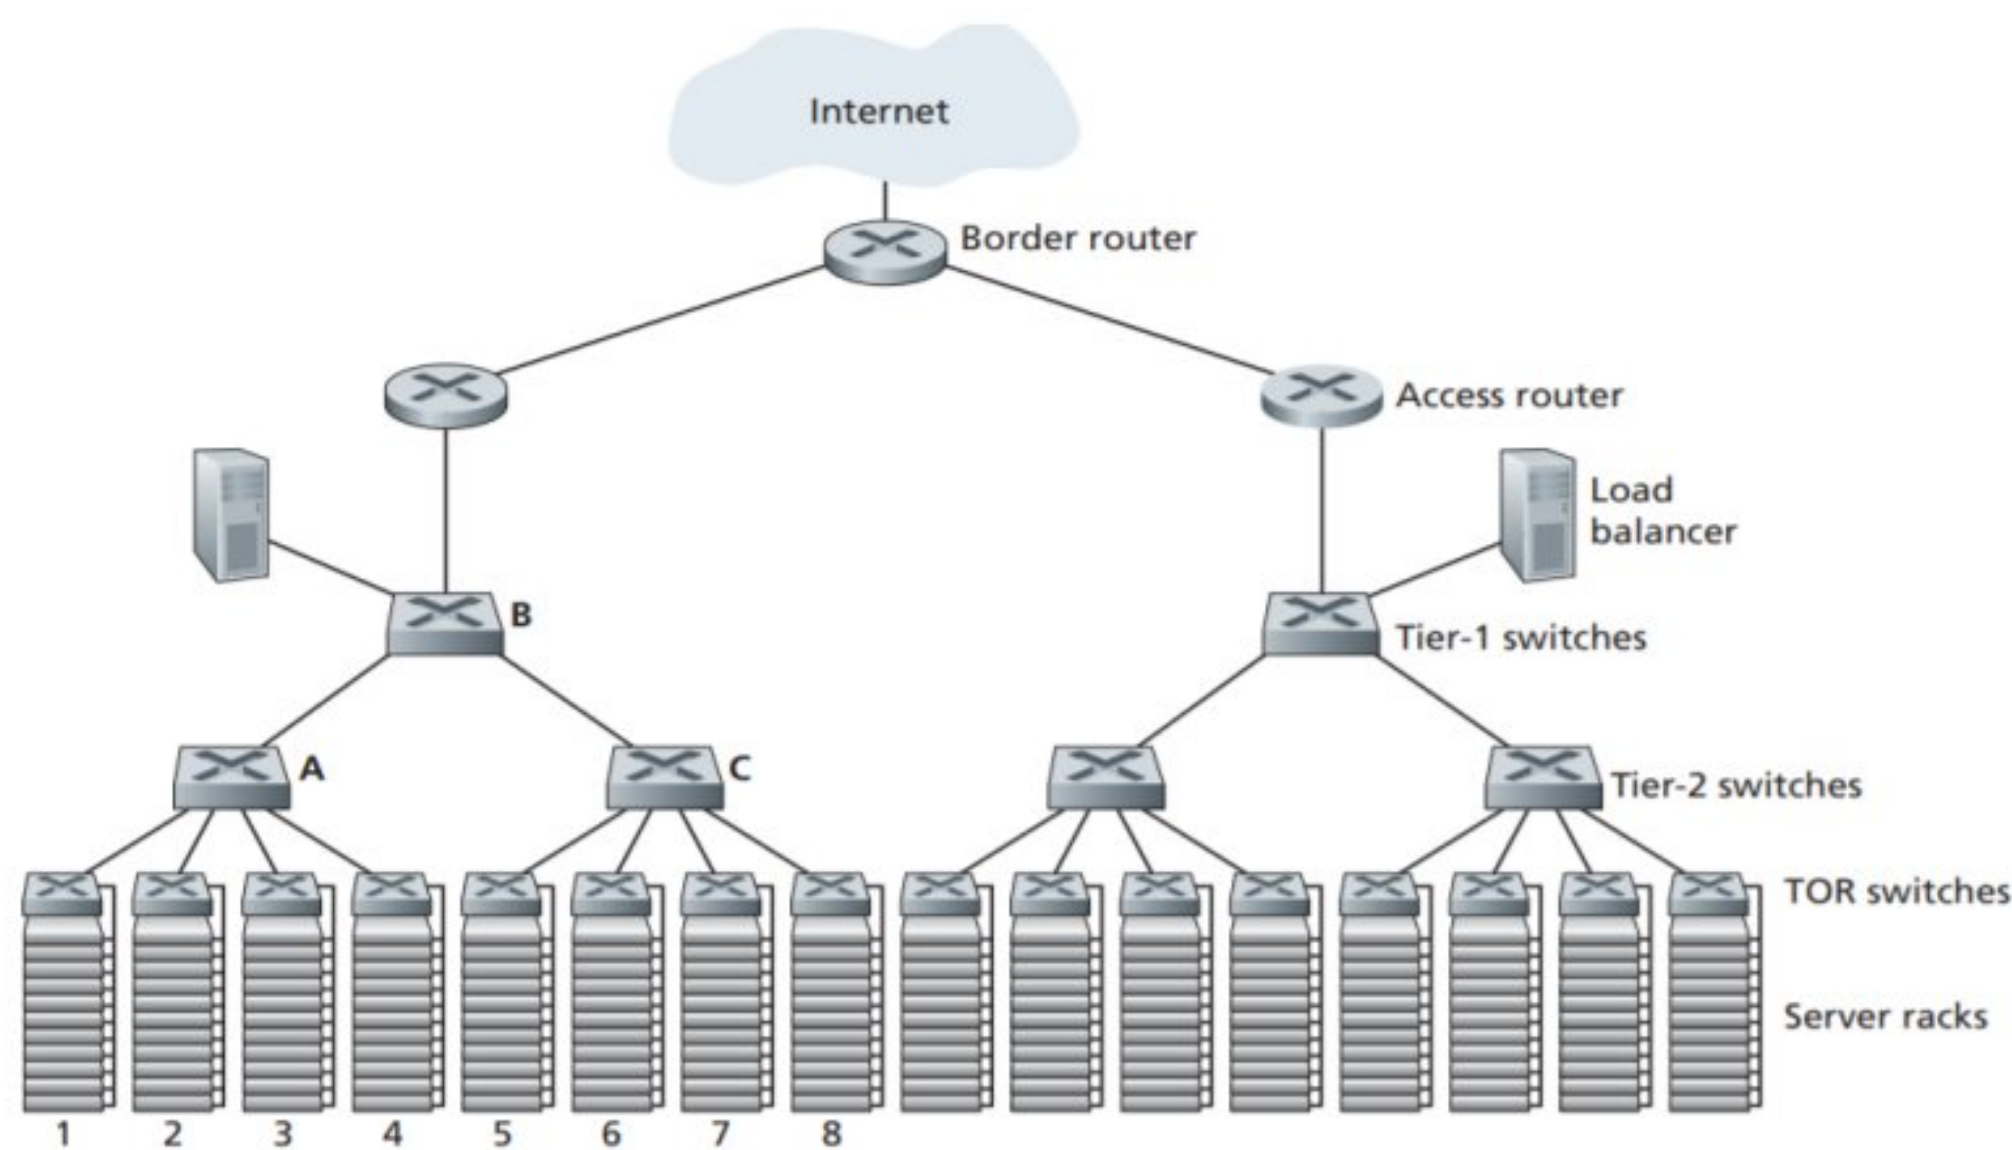 Internet
Border router
Access router
Load
balancer
B
Tier-1 switches
A
C
Tier-2 switches
TOR switches
Server racks
1 2 3 4 5 6 7 8